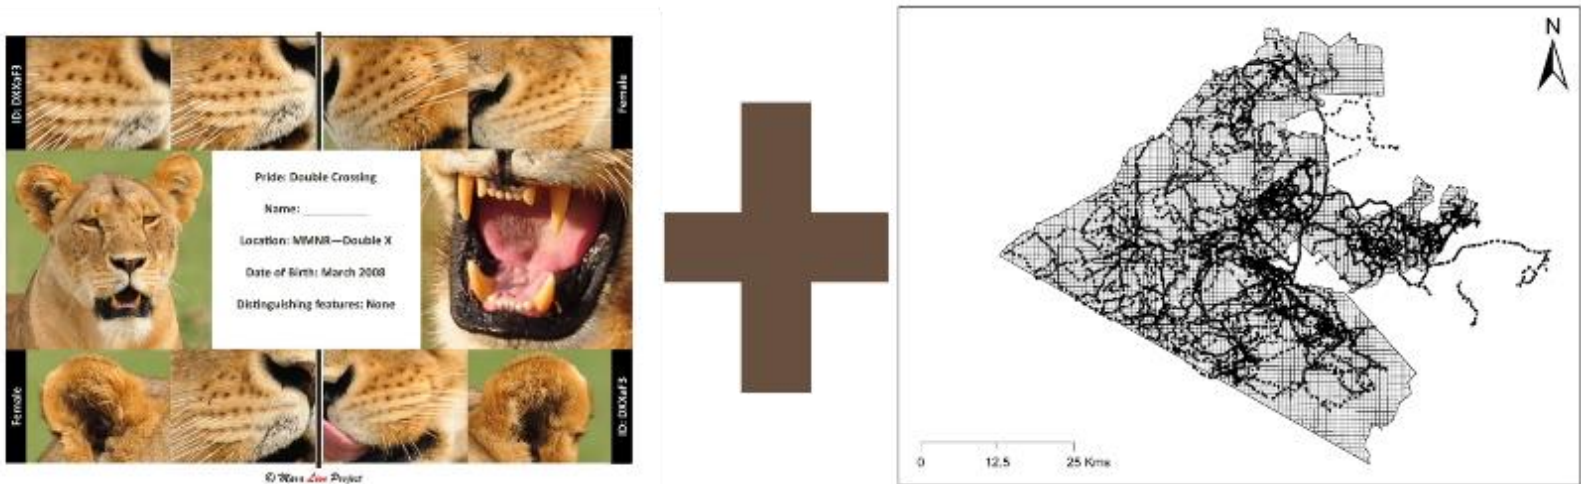 ID: DXXaF3
Female
Pride: Double Crossing
Name: __________
Location: MMNR—Double X
Date of Birth: March 2008
Distinguishing features: None
Female
ID: DXXaF3
© Mara Lion Project
N
0 12.5 25 Kms